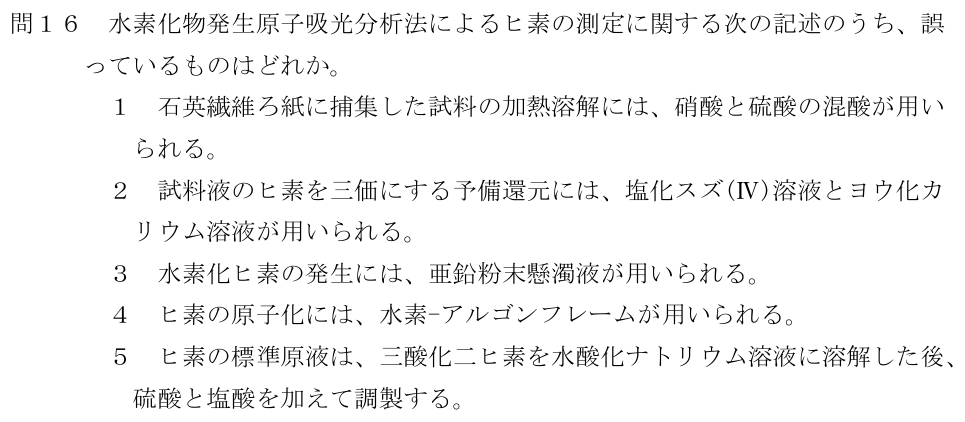 問１６　水素化物発生原子吸光分析法によるヒ素の測定に関する次の記述のうち、誤
っているものはどれか。
１　石英繊維ろ紙に捕集した試料の加熱溶解には、硝酸と硫酸の混酸が用い
られる。
２　試料液のヒ素を三価にする予備還元には、塩化スズ(Ⅳ)溶液とヨウ化カ
リウム溶液が用いられる。
３　水素化ヒ素の発生には、亜鉛粉末懸濁液が用いられる。
４　ヒ素の原子化には、水素−アルゴンフレームが用いられる。
５　ヒ素の標準原液は、三酸化二ヒ素を水酸化ナトリウム溶液に溶解した後、
硫酸と塩酸を加えて調製する。